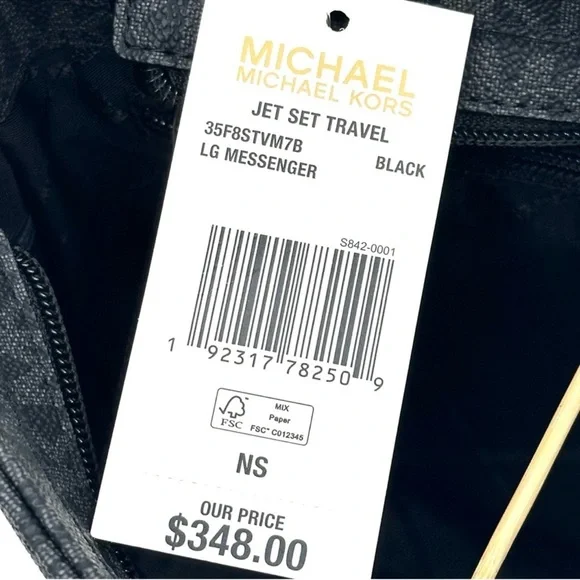 MICHAEL
MICHAEL KORS
JET SET TRAVEL
35F8STVM7B
LG MESSENGER BLACK
S842-0001
1 92317 78250 9
FSC
MIX
Paper
FSC™ C012345
NS
OUR PRICE
$348.00